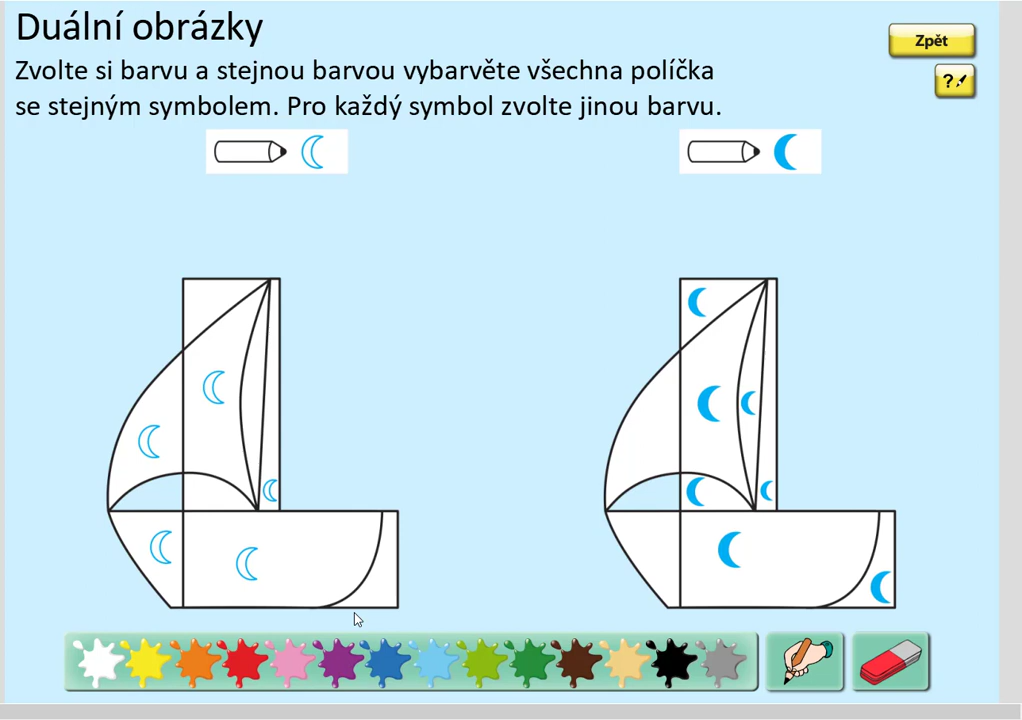 Duální obrázky
Zpět
Zvolte si barvu a stejnou barvou vybarvěte všechna políčka
se stejným symbolem. Pro každý symbol zvolte jinou barvu.
?